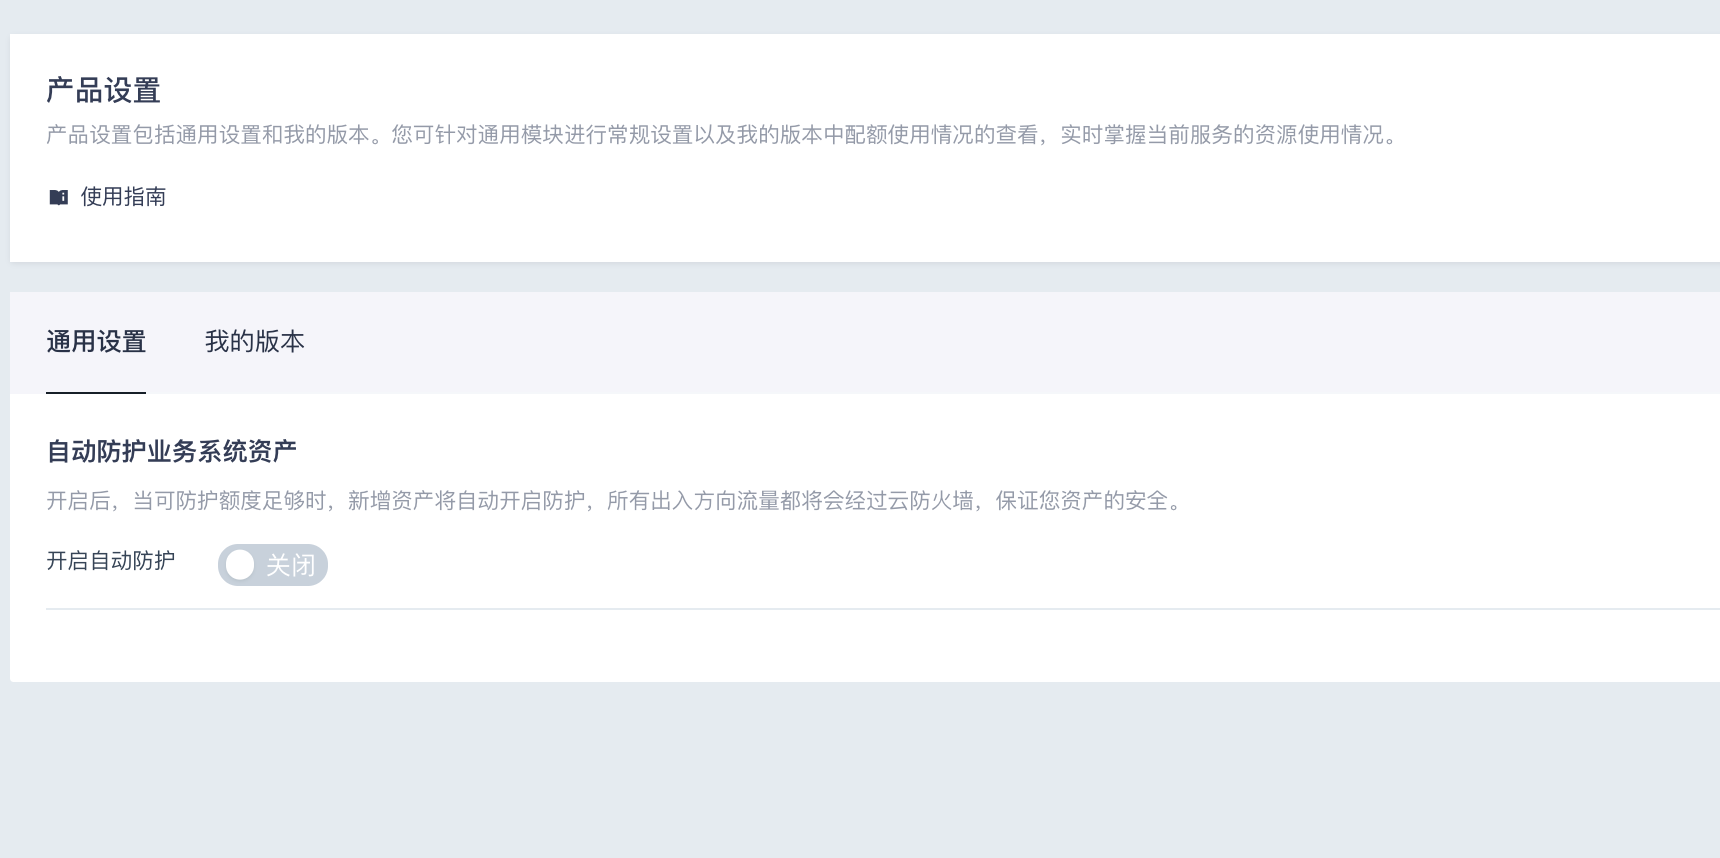 产品设置
产品设置包括通用设置和我的版本。您可针对通用模块进行常规设置以及我的版本中配额使用情况的查看，实时掌握当前服务的资源使用情况。
使用指南
通用设置 我的版本
自动防护业务系统资产
开启后，当可防护额度足够时，新增资产将自动开启防护，所有出入方向流量都将会经过云防火墙，保证您资产的安全。
开启自动防护 关闭